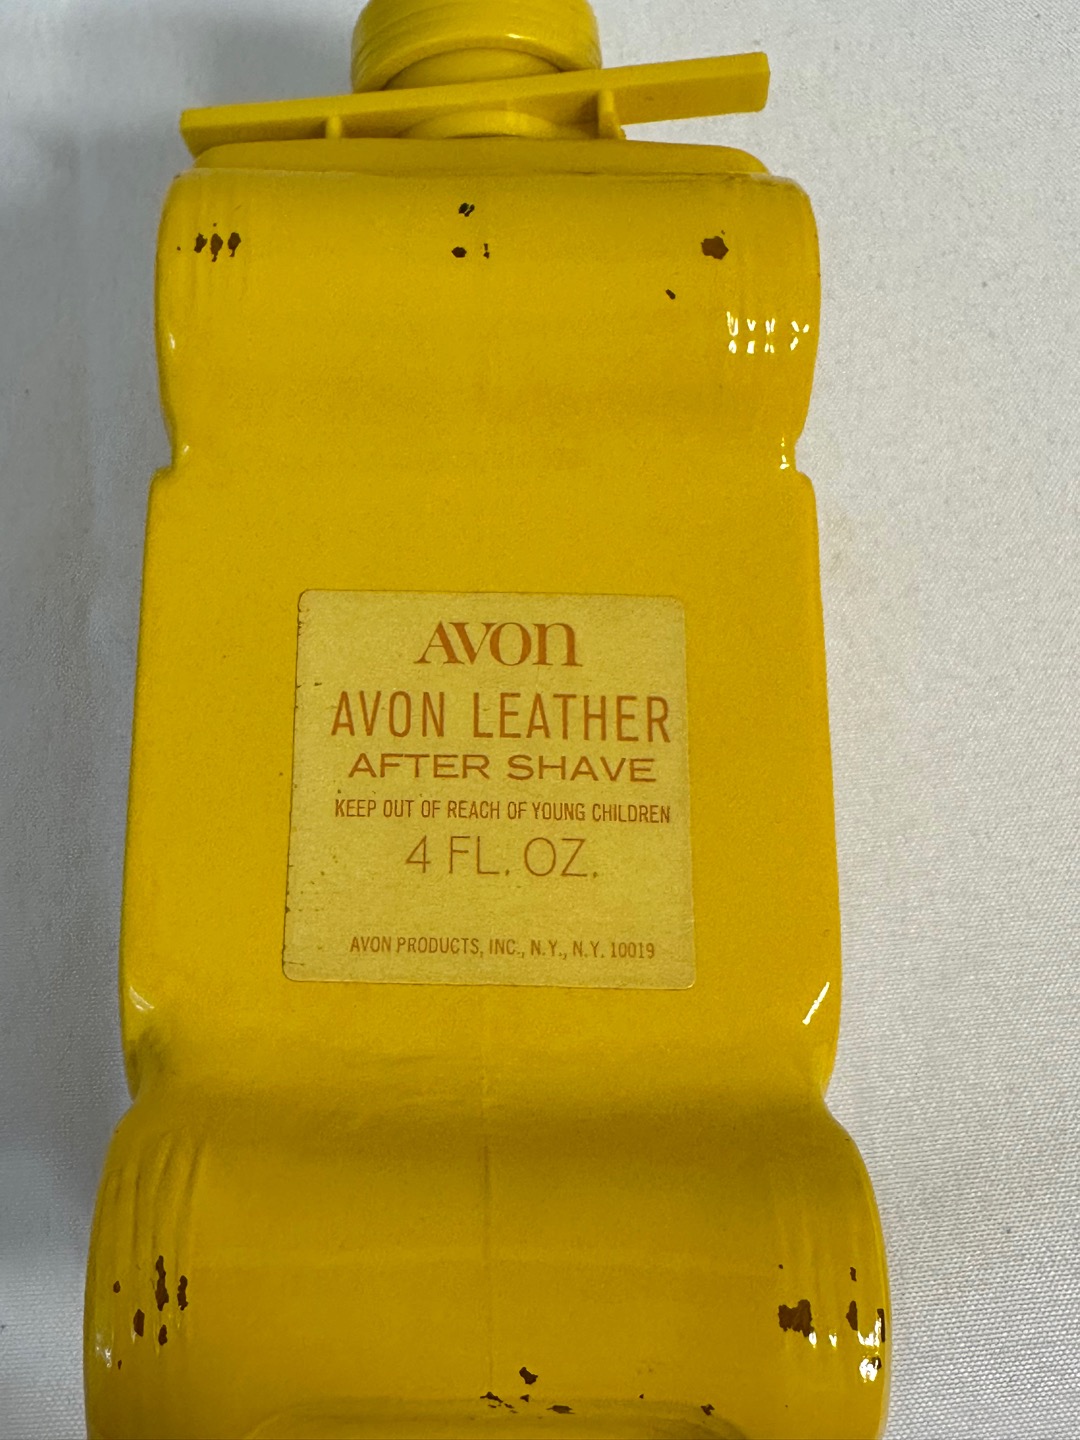 AVON
AVON LEATHER
AFTER SHAVE
KEEP OUT OF REACH OF YOUNG CHILDREN
4 FL. OZ.
AVON PRODUCTS, INC., N.Y., N.Y. 10019